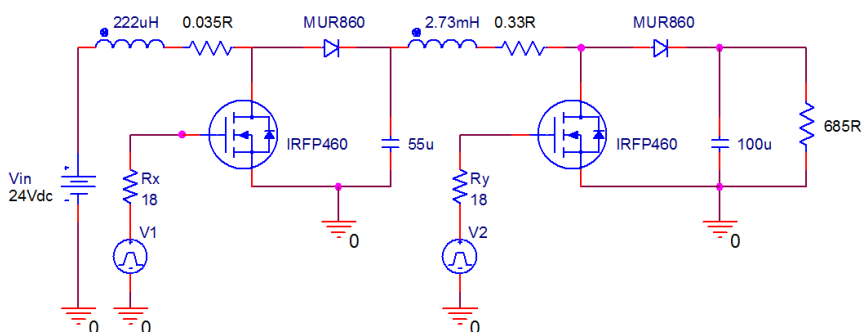 222uH
0.035R
MUR860
2.73mH
0.33R
MUR860
IRFP460
55u
IRFP460
100u
685R
Vin
24Vdc
Rx
18
Ry
18
V1
V2
0
0
0
0
0
0